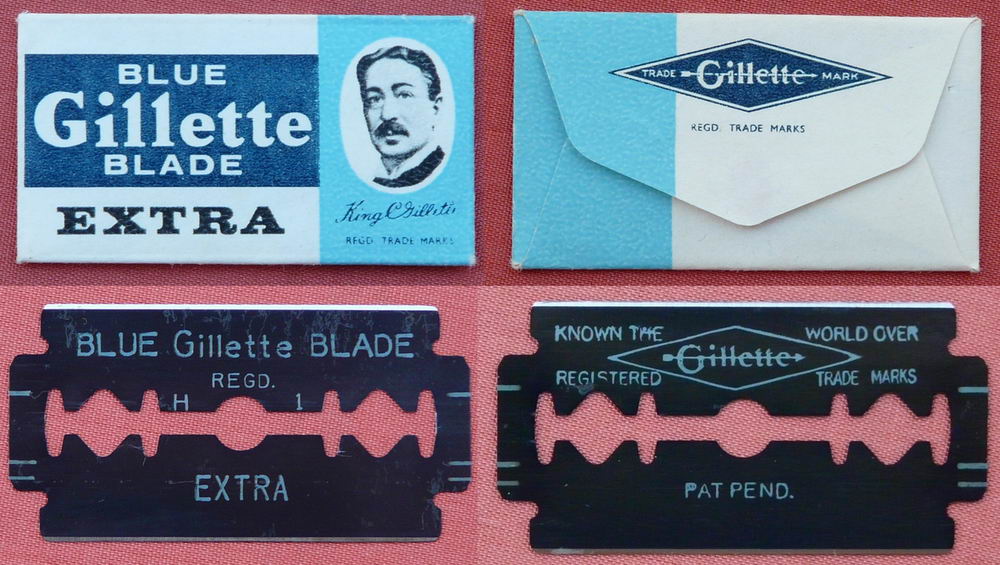 BLUE
Gillette
BLADE
EXTRA
King C Gillette
REGD. TRADE MARKS
TRADE Gillette MARK
REGD. TRADE MARKS
BLUE Gillette BLADE
REGD.
H 1
EXTRA
KNOWN THE WORLD OVER
Gillette
REGISTERED TRADE MARKS
PAT PEND.